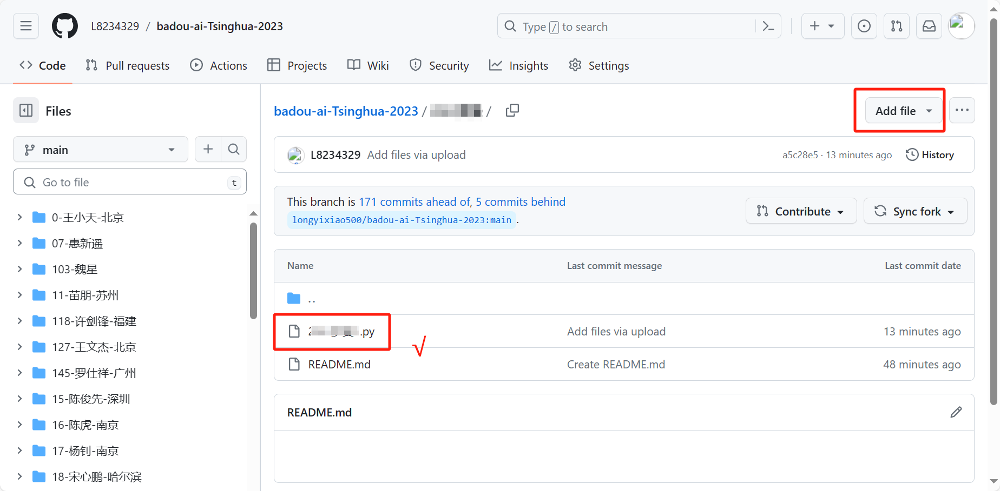 L8234329 / badou-ai-Tsinghua-2023
Type / to search
Code Pull requests Actions Projects Wiki Security Insights Settings
Files
main
Go to file
t
0-王小天-北京
07-惠新遥
103-魏星
11-苗朋-苏州
118-许剑锋-福建
127-王文杰-北京
145-罗仕祥-广州
15-陈俊先-深圳
16-陈虎-南京
17-杨钊-南京
18-宋心鹏-哈尔滨
badou-ai-Tsinghua-2023 / /
Add file
L8234329 Add files via upload
a5c28e5 · 13 minutes ago History
This branch is 171 commits ahead of, 5 commits behind
longyixiao500/badou-ai-Tsinghua-2023:main .
Contribute Sync fork
Name Last commit message Last commit date
..
.py Add files via upload 13 minutes ago
√
README.md Create README.md 48 minutes ago
README.md